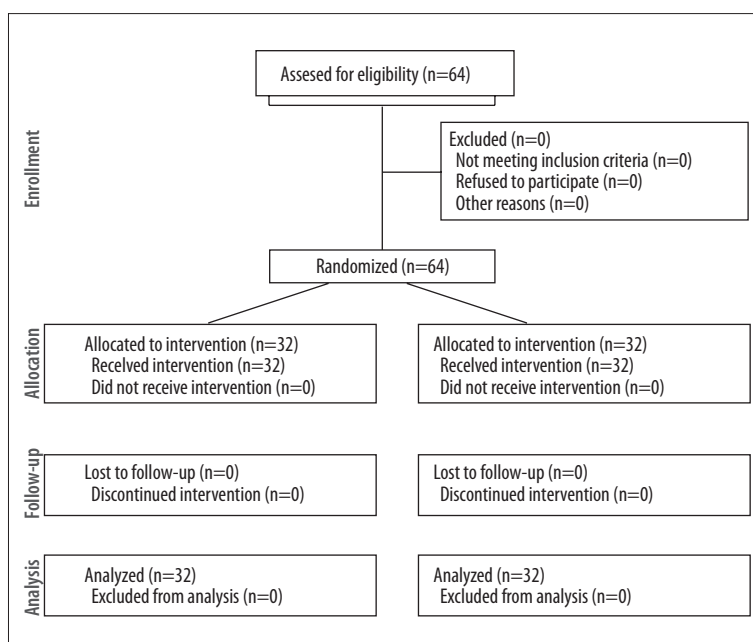 Assesed for eligibility (n=64)
Enrollment
Excluded (n=0)
Not meeting inclusion criteria (n=0)
Refused to participate (n=0)
Other reasons (n=0)
Randomized (n=64)
Allocation
Allocated to intervention (n=32)
Received intervention (n=32)
Did not receive intervention (n=0)
Allocated to intervention (n=32)
Received intervention (n=32)
Did not receive intervention (n=0)
Follow-up
Lost to follow-up (n=0)
Discontinued intervention (n=0)
Lost to follow-up (n=0)
Discontinued intervention (n=0)
Analysis
Analyzed (n=32)
Excluded from analysis (n=0)
Analyzed (n=32)
Excluded from analysis (n=0)